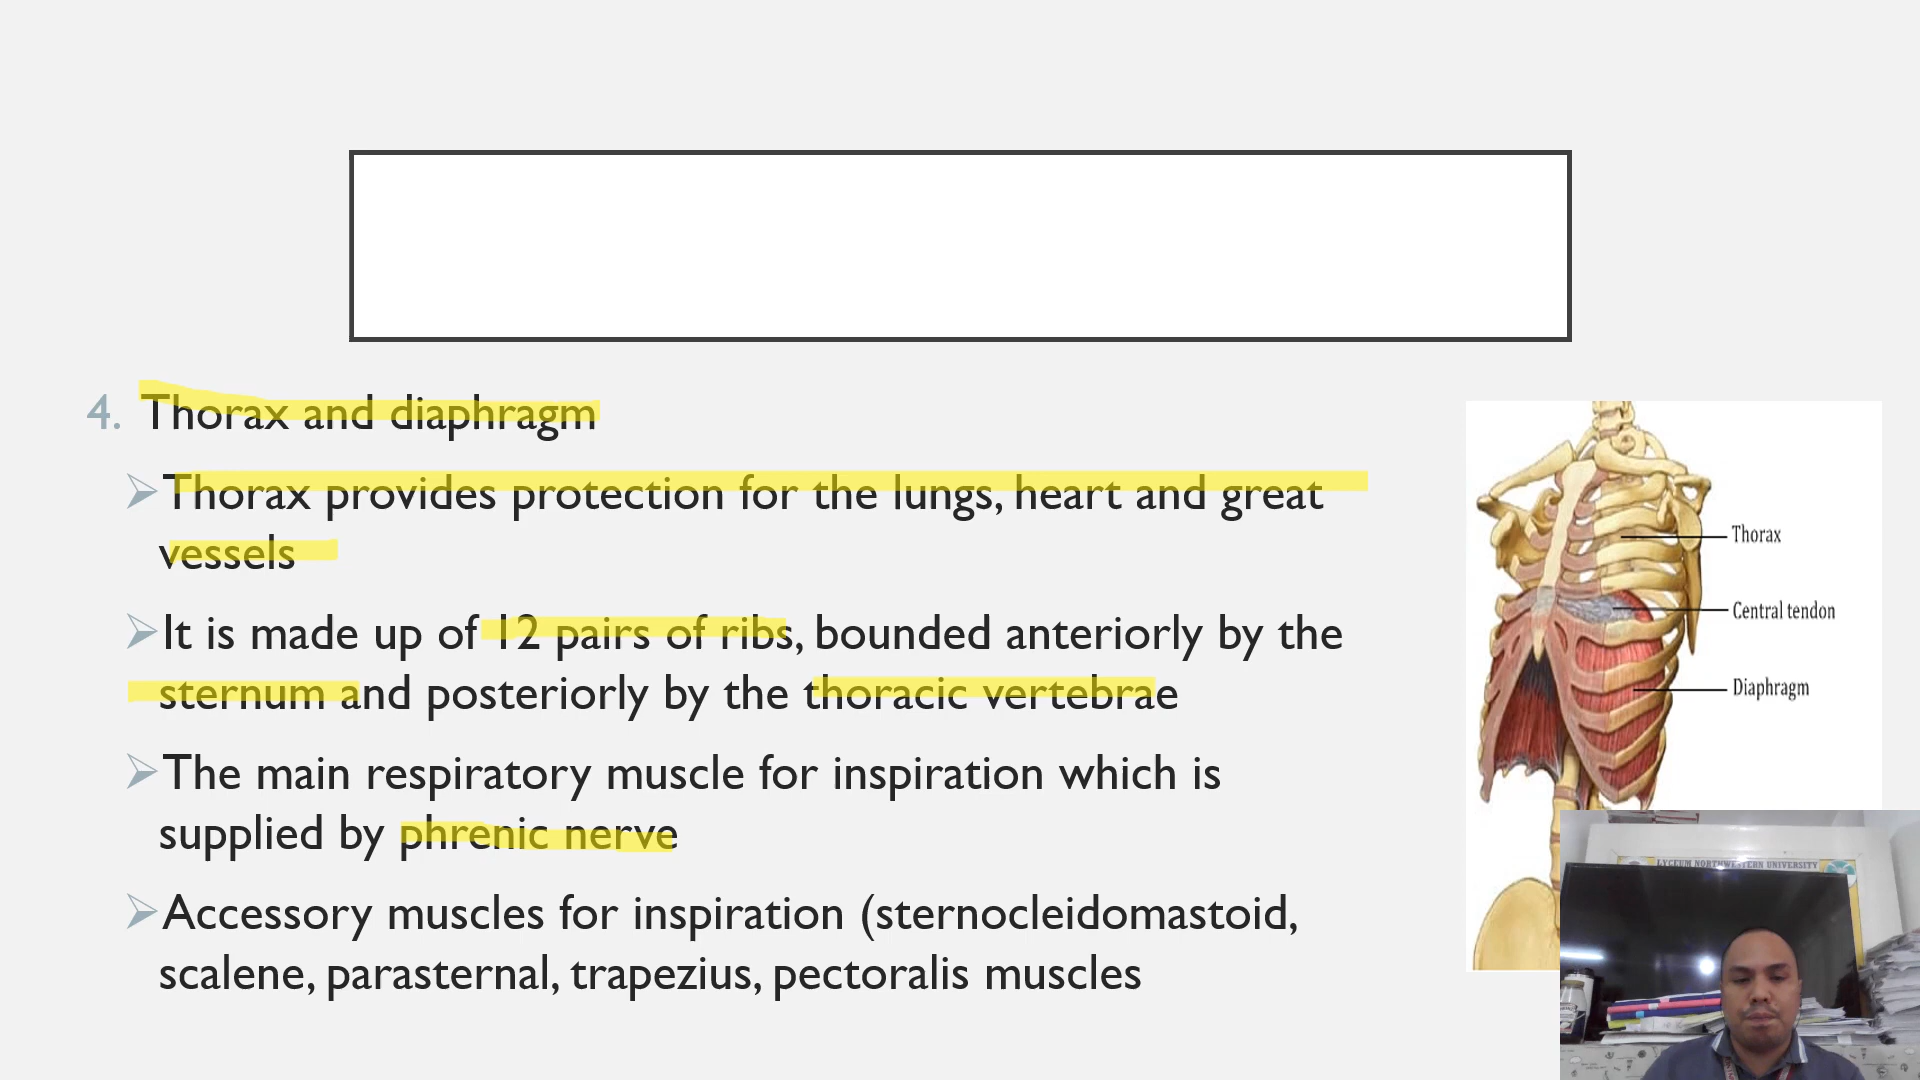 4. Thorax and diaphragm
Thorax provides protection for the lungs, heart and great
vessels
It is made up of 12 pairs of ribs, bounded anteriorly by the
sternum and posteriorly by the thoracic vertebrae
The main respiratory muscle for inspiration which is
supplied by phrenic nerve
Accessory muscles for inspiration (sternocleidomastoid,
scalene, parasternal, trapezius, pectoralis muscles
Thorax
Central tendon
Diaphragm
LYCEUM NORTHWESTERN UNIVERSITY